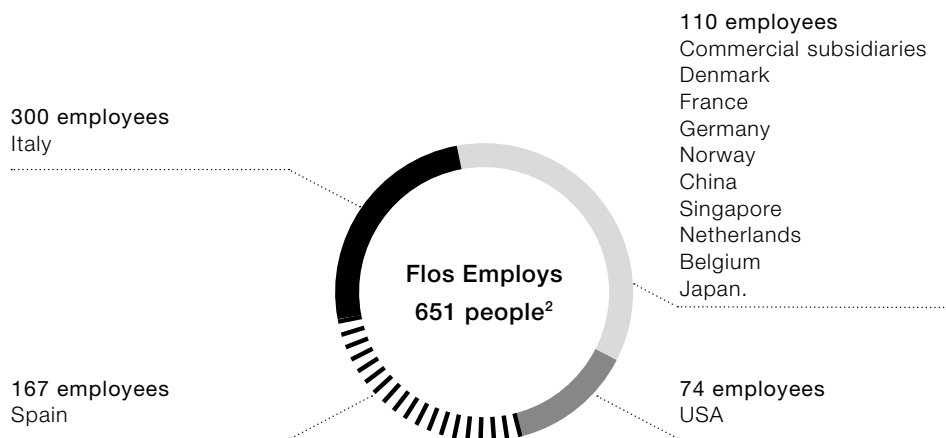 300 employees
Italy
167 employees
Spain
Flos Employs
651 people²
110 employees
Commercial subsidiaries
Denmark
France
Germany
Norway
China
Singapore
Netherlands
Belgium
Japan.
74 employees
USA